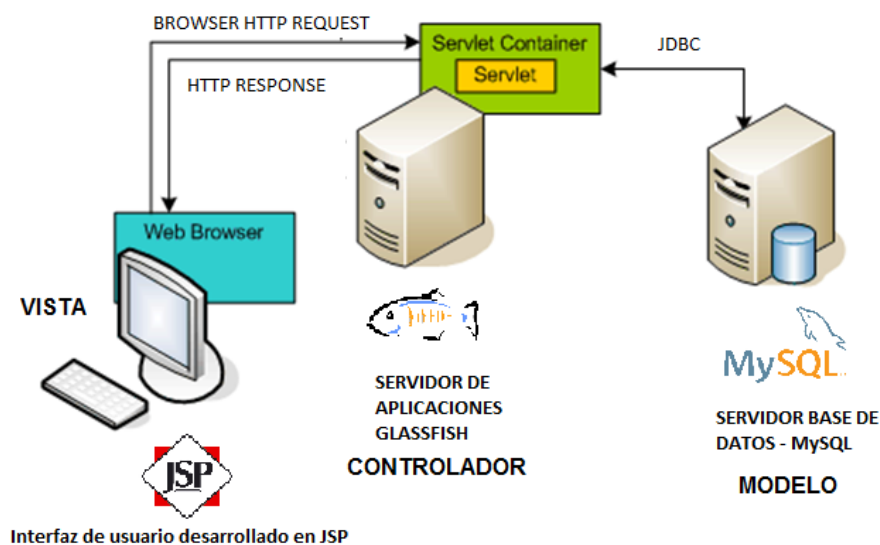 BROWSER HTTP REQUEST
HTTP RESPONSE
Servlet Container
Servlet
JDBC
Web Browser
VISTA
JSP
Interfaz de usuario desarrollado en JSP
SERVIDOR DE
APLICACIONES
GLASSFISH
CONTROLADOR
MySQL
SERVIDOR BASE DE
DATOS - MySQL
MODELO